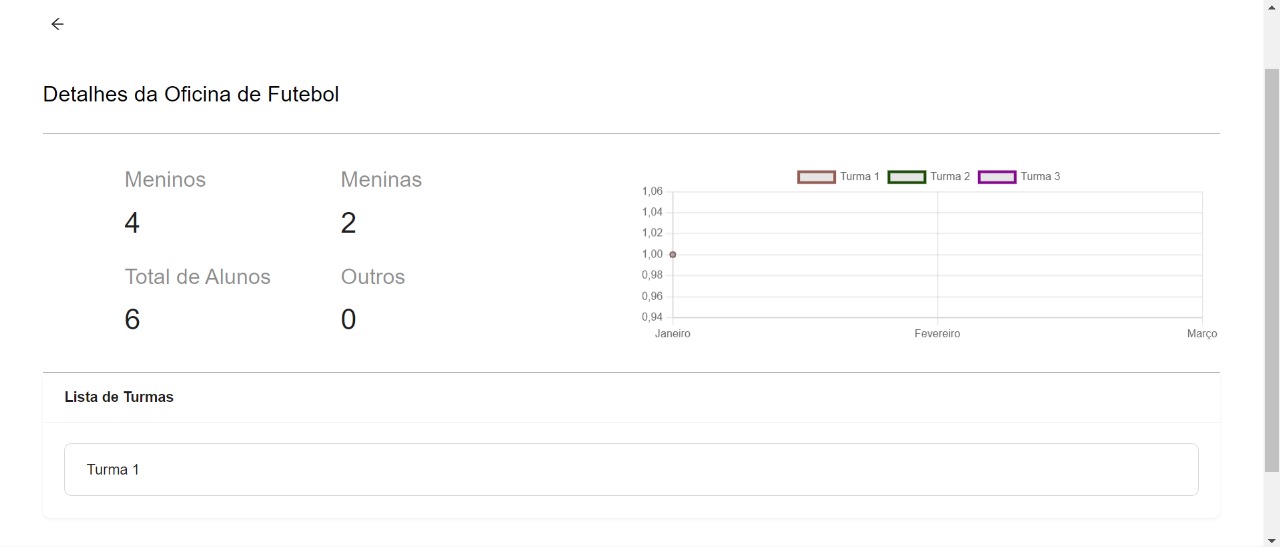 Detalhes da Oficina de Futebol
Meninos Meninas
4 2
Total de Alunos Outros
6 0
Turma 1 Turma 2 Turma 3
1,06
1,04
1,02
1,00
0,98
0,96
0,94
Janeiro Fevereiro Março
Lista de Turmas
Turma 1